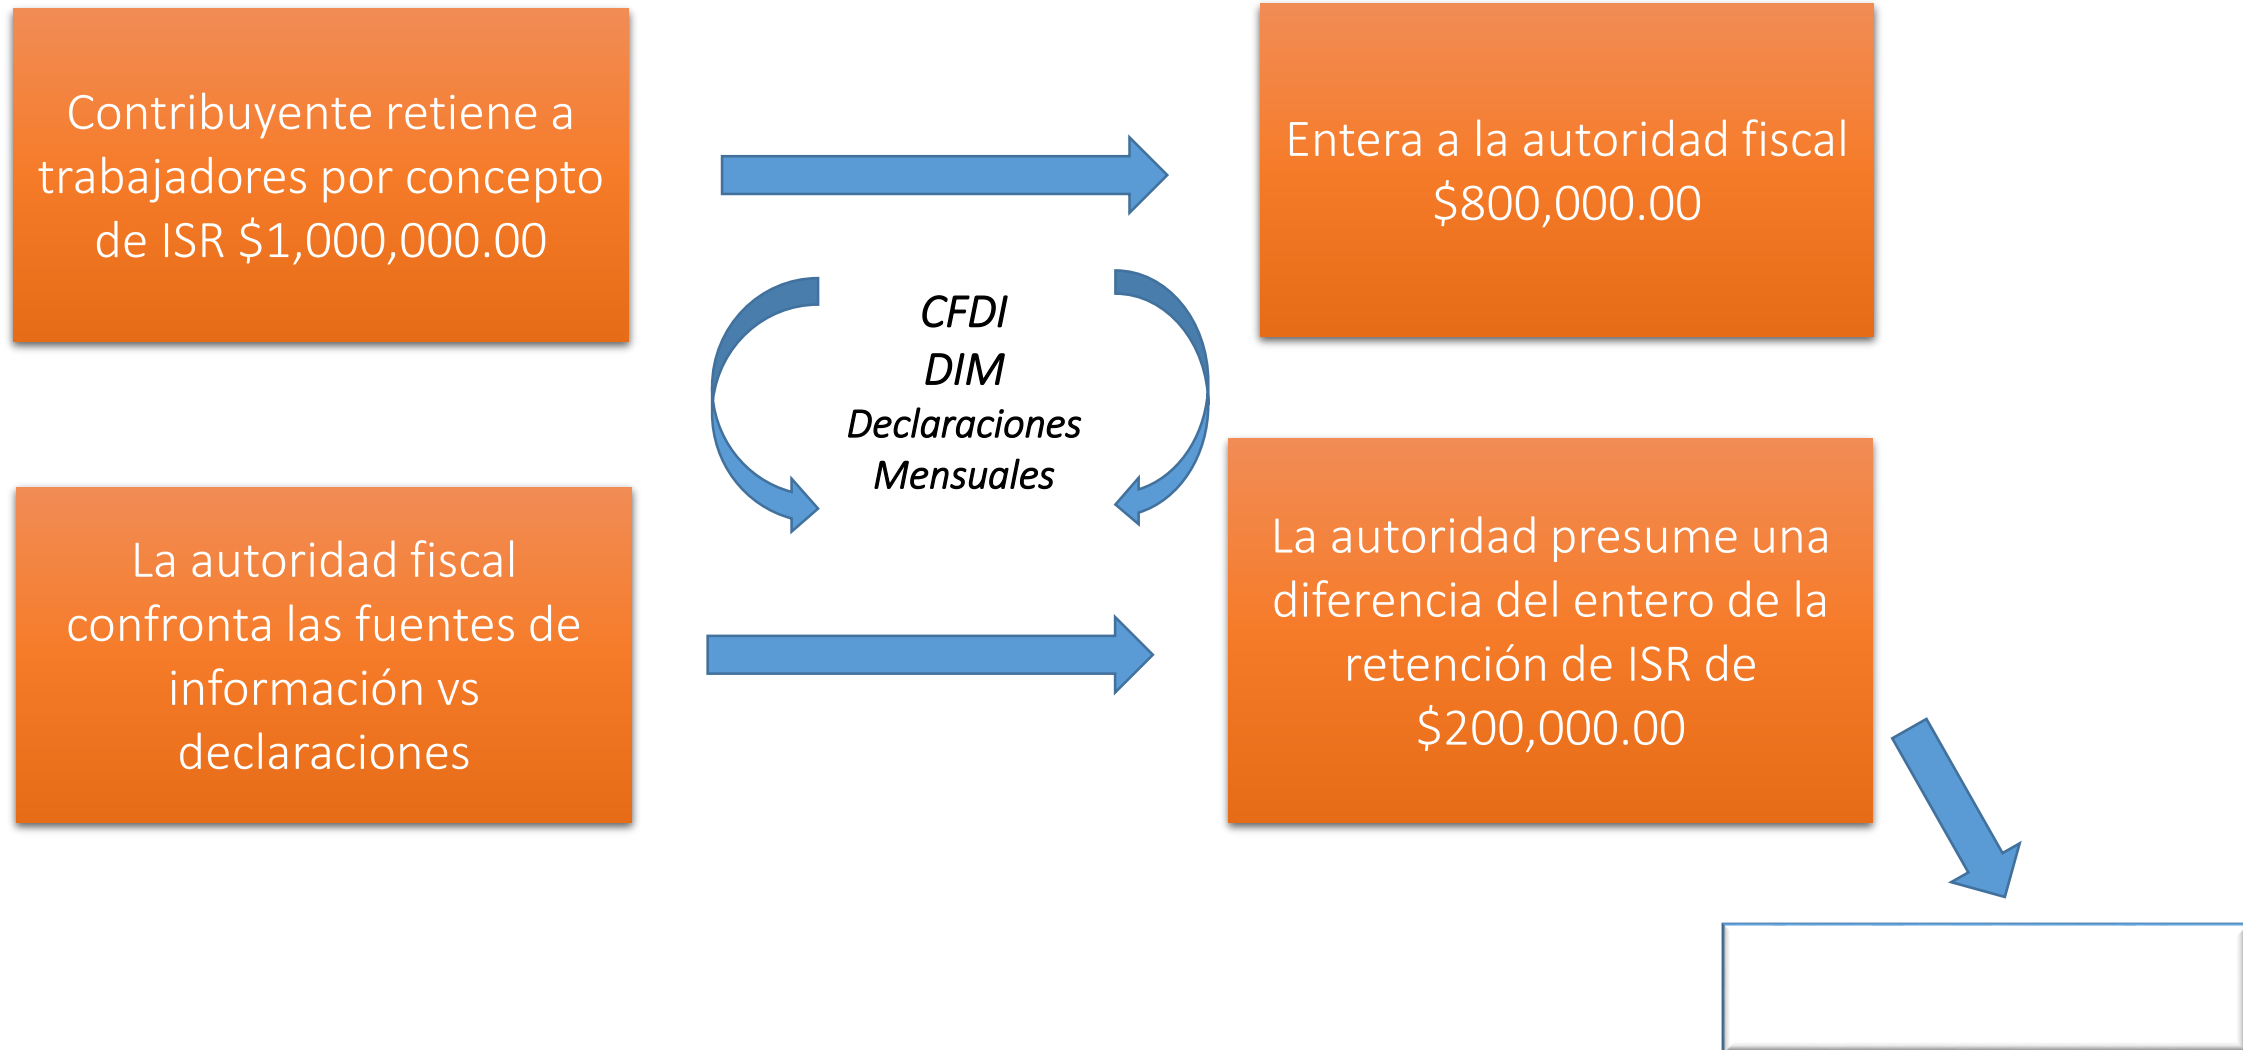 Contribuyente retiene a
trabajadores por concepto
de ISR $1,000,000.00
Entera a la autoridad fiscal
$800,000.00
CFDI
DIM
Declaraciones
Mensuales
La autoridad fiscal
confronta las fuentes de
información vs
declaraciones
La autoridad presume una
diferencia del entero de la
retención de ISR de
$200,000.00